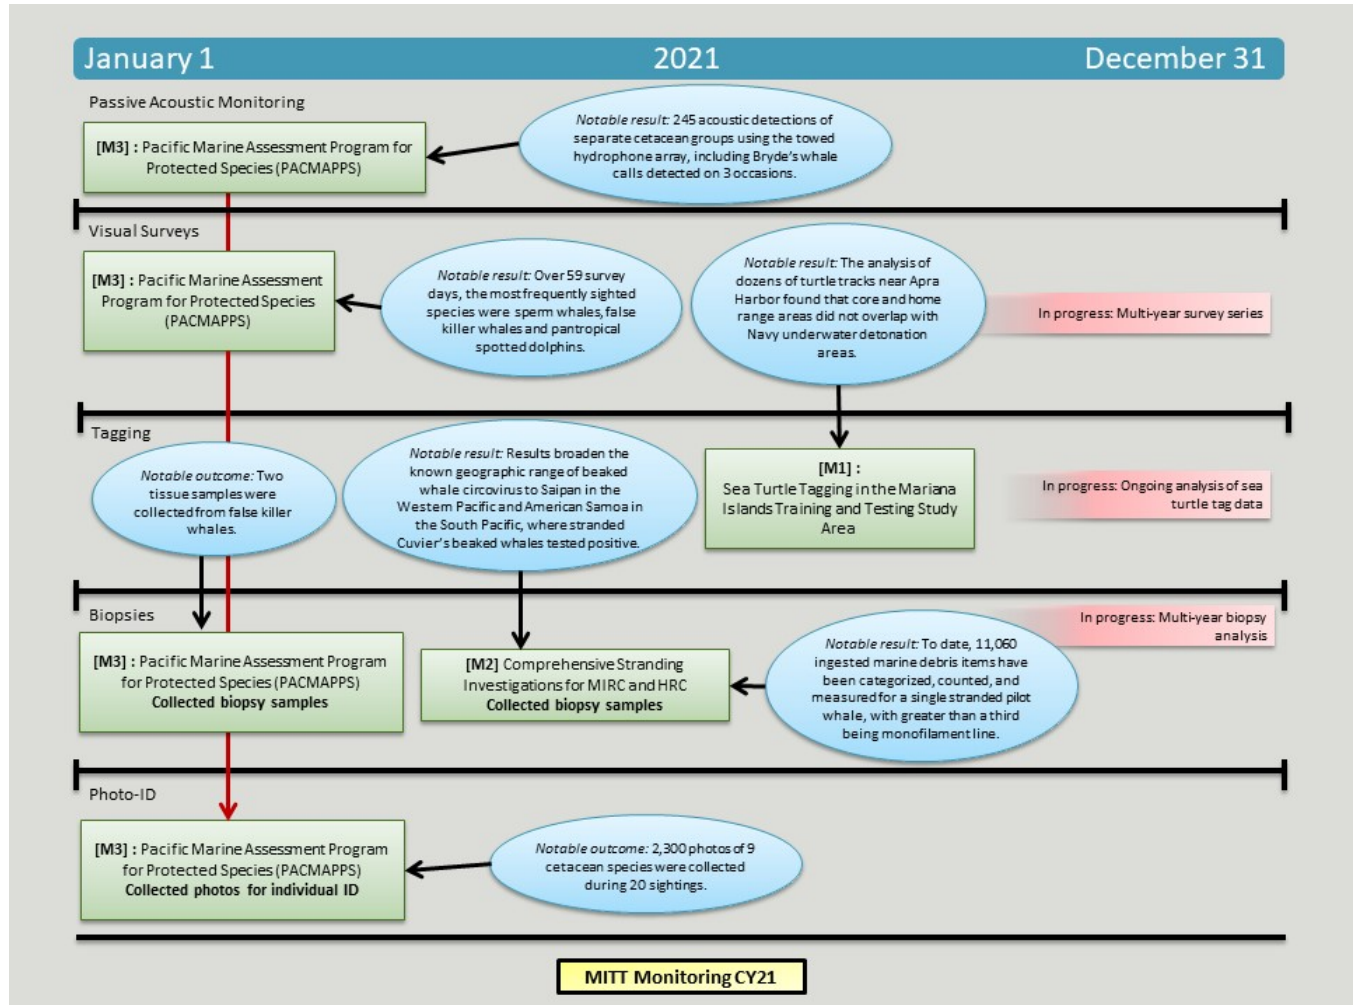 January 1 2021 December 31
Passive Acoustic Monitoring
[M3] : Pacific Marine Assessment Program for
Protected Species (PACMAPPS)
Notable result: 245 acoustic detections of
separate cetacean groups using the towed
hydrophone array, including Bryde's whale
calls detected on 3 occasions.
Visual Surveys
[M3] : Pacific Marine Assessment
Program for Protected Species
(PACMAPPS)
Notable result: Over 59 survey
days, the most frequently sighted
species were sperm whales, false
killer whales and pantropical
spotted dolphins.
Notable result: The analysis of
dozens of turtle tracks near Apra
Harbor found that core and home
range areas did not overlap with
Navy underwater detonation
areas.
In progress: Multi-year survey series
Tagging
Notable outcome: Two
tissue samples were
collected from false killer
whales.
Notable result: Results broaden the
known geographic range of beaked
whale circovirus to Saipan in the
Western Pacific and American Samoa in
the South Pacific, where stranded
Cuvier's beaked whales tested positive.
[M1] :
Sea Turtle Tagging in the Mariana
Islands Training and Testing Study
Area
In progress: Ongoing analysis of sea
turtle tag data
Biopsies
[M3] : Pacific Marine Assessment Program
for Protected Species (PACMAPPS)
Collected biopsy samples
[M2] Comprehensive Stranding
Investigations for MIRC and HRC
Collected biopsy samples
Notable result: To date, 11,060
ingested marine debris items have
been categorized, counted, and
measured for a single stranded pilot
whale, with greater than a third
being monofilament line.
In progress: Multi-year biopsy
analysis
Photo-ID
[M3] : Pacific Marine Assessment Program
for Protected Species (PACMAPPS)
Collected photos for individual ID
Notable outcome: 2,300 photos of 9
cetacean species were collected
during 20 sightings.
MITT Monitoring CY21